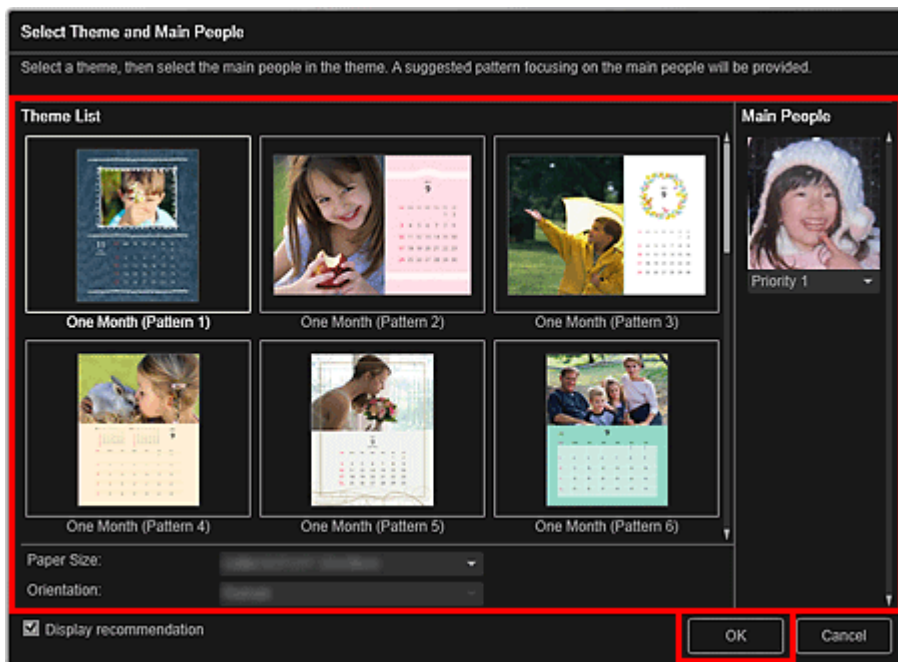 Select Theme and Main People
Select a theme, then select the main people in the theme. A suggested pattern focusing on the main people will be provided.
Theme List
Main People
One Month (Pattern 1)
One Month (Pattern 2)
One Month (Pattern 3)
Priority 1
One Month (Pattern 4)
One Month (Pattern 5)
One Month (Pattern 6)
Paper Size:
Orientation:
Display recommendation
OK
Cancel